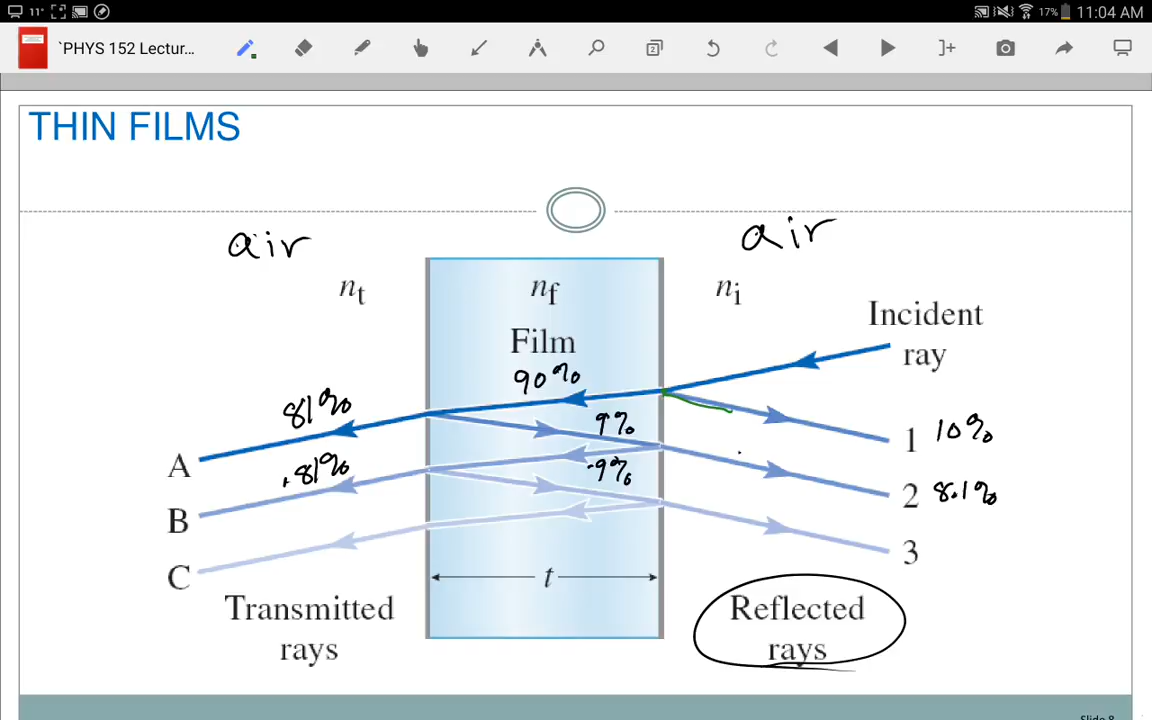 11°
17% 11:04 AM
`PHYS 152 Lectur...
THIN FILMS
air
air
nt
nf
ni
Incident
ray
Film
90%
81%
9%
1 10%
A
.81%
.9%
2 8.1%
B
3
C
t
Transmitted
rays
Reflected
rays